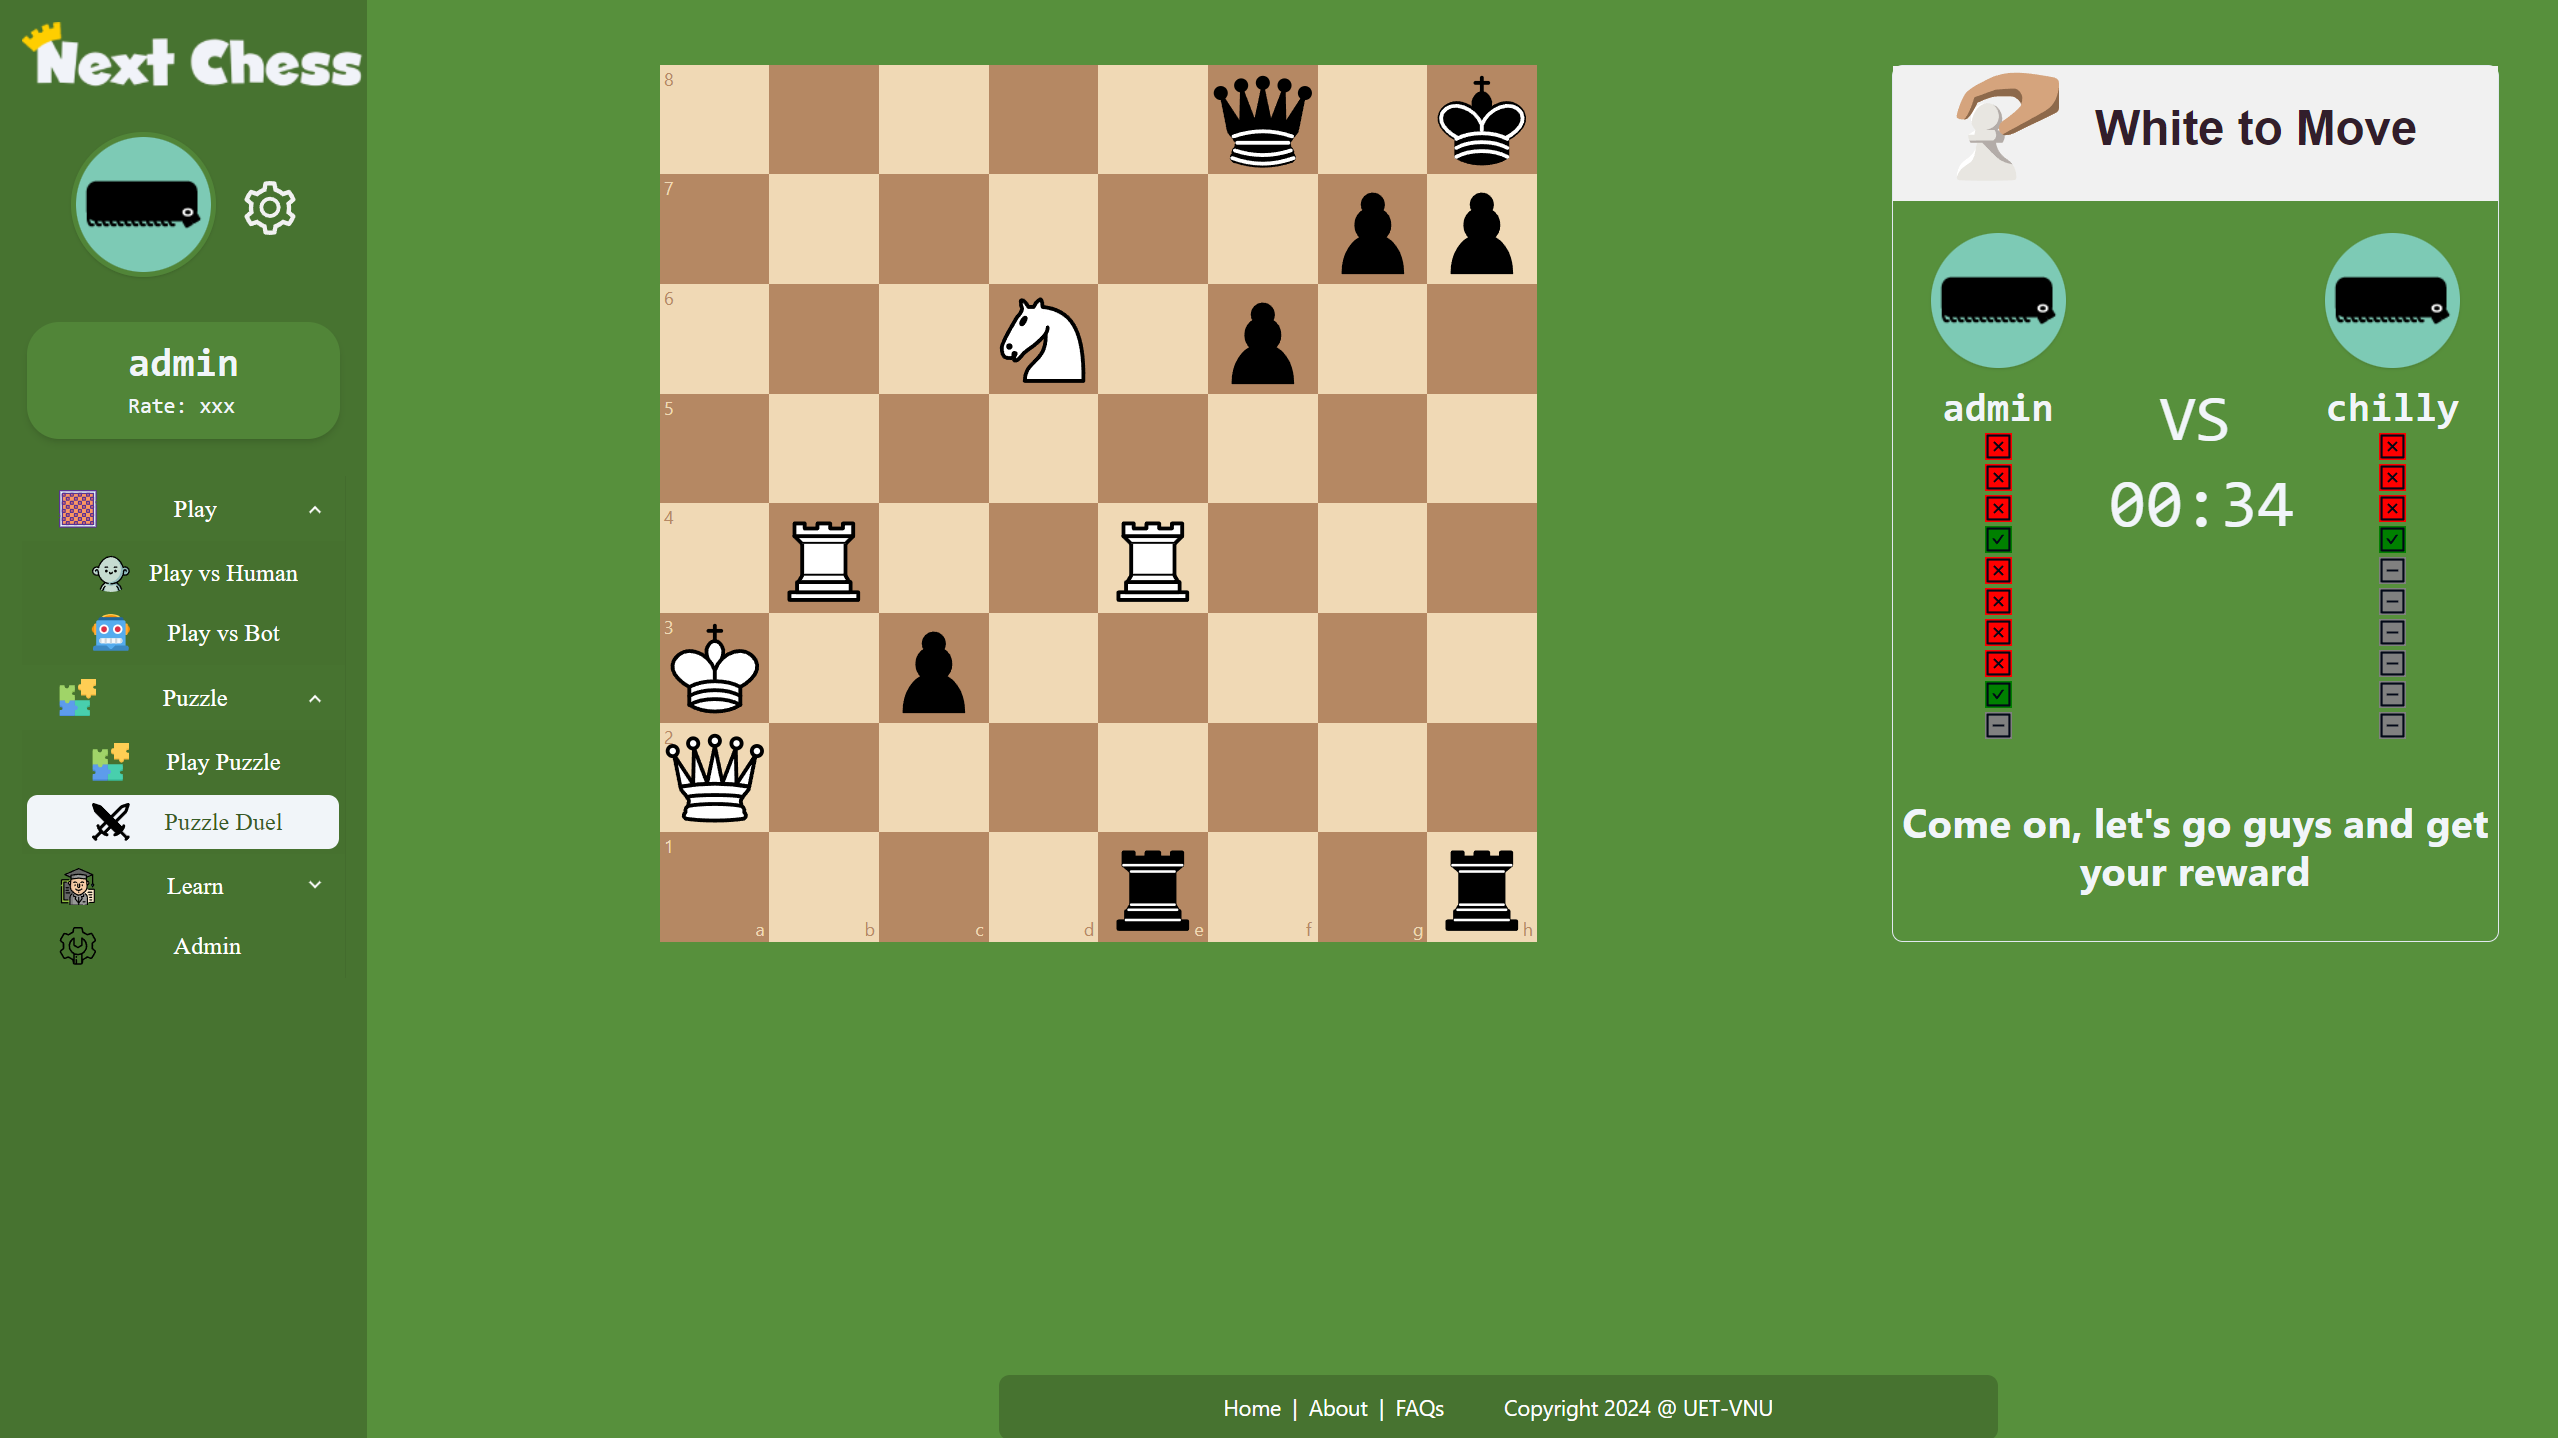 Next Chess
admin
Rate: xxx
Play
Play vs Human
Play vs Bot
Puzzle
Play Puzzle
Puzzle Duel
Learn
Admin
8
7
6
5
4
3
2
1
a b c d e f g h
White to Move
admin VS chilly
00:34
Come on, let's go guys and get
your reward
Home | About | FAQs Copyright 2024 @ UET-VNU